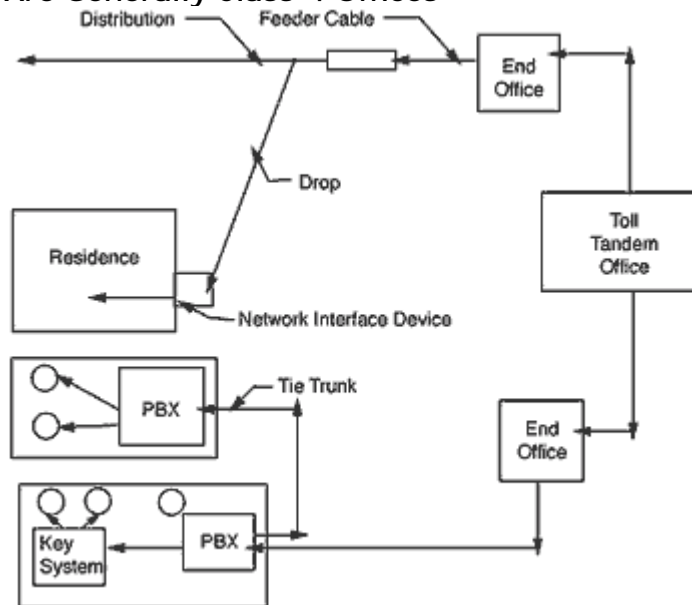 Distribution
Feeder Cable
End
Office
Drop
Toll
Tandem
Office
Residence
Network Interface Device
Tie Trunk
PBX
End
Office
PBX
Key
System